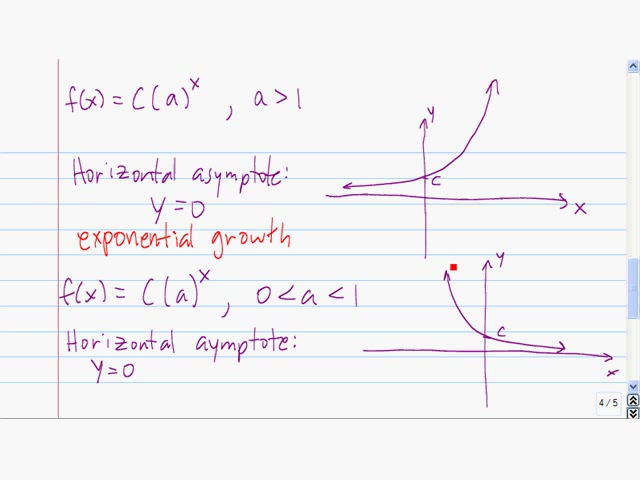 f(x) = C(a)^x , a > 1
Horizontal asymptote:
y = 0
exponential growth
y
c
x
f(x) = C(a)^x , 0 < a < 1
Horizontal aymptote:
y = 0
y
c
x
4/5